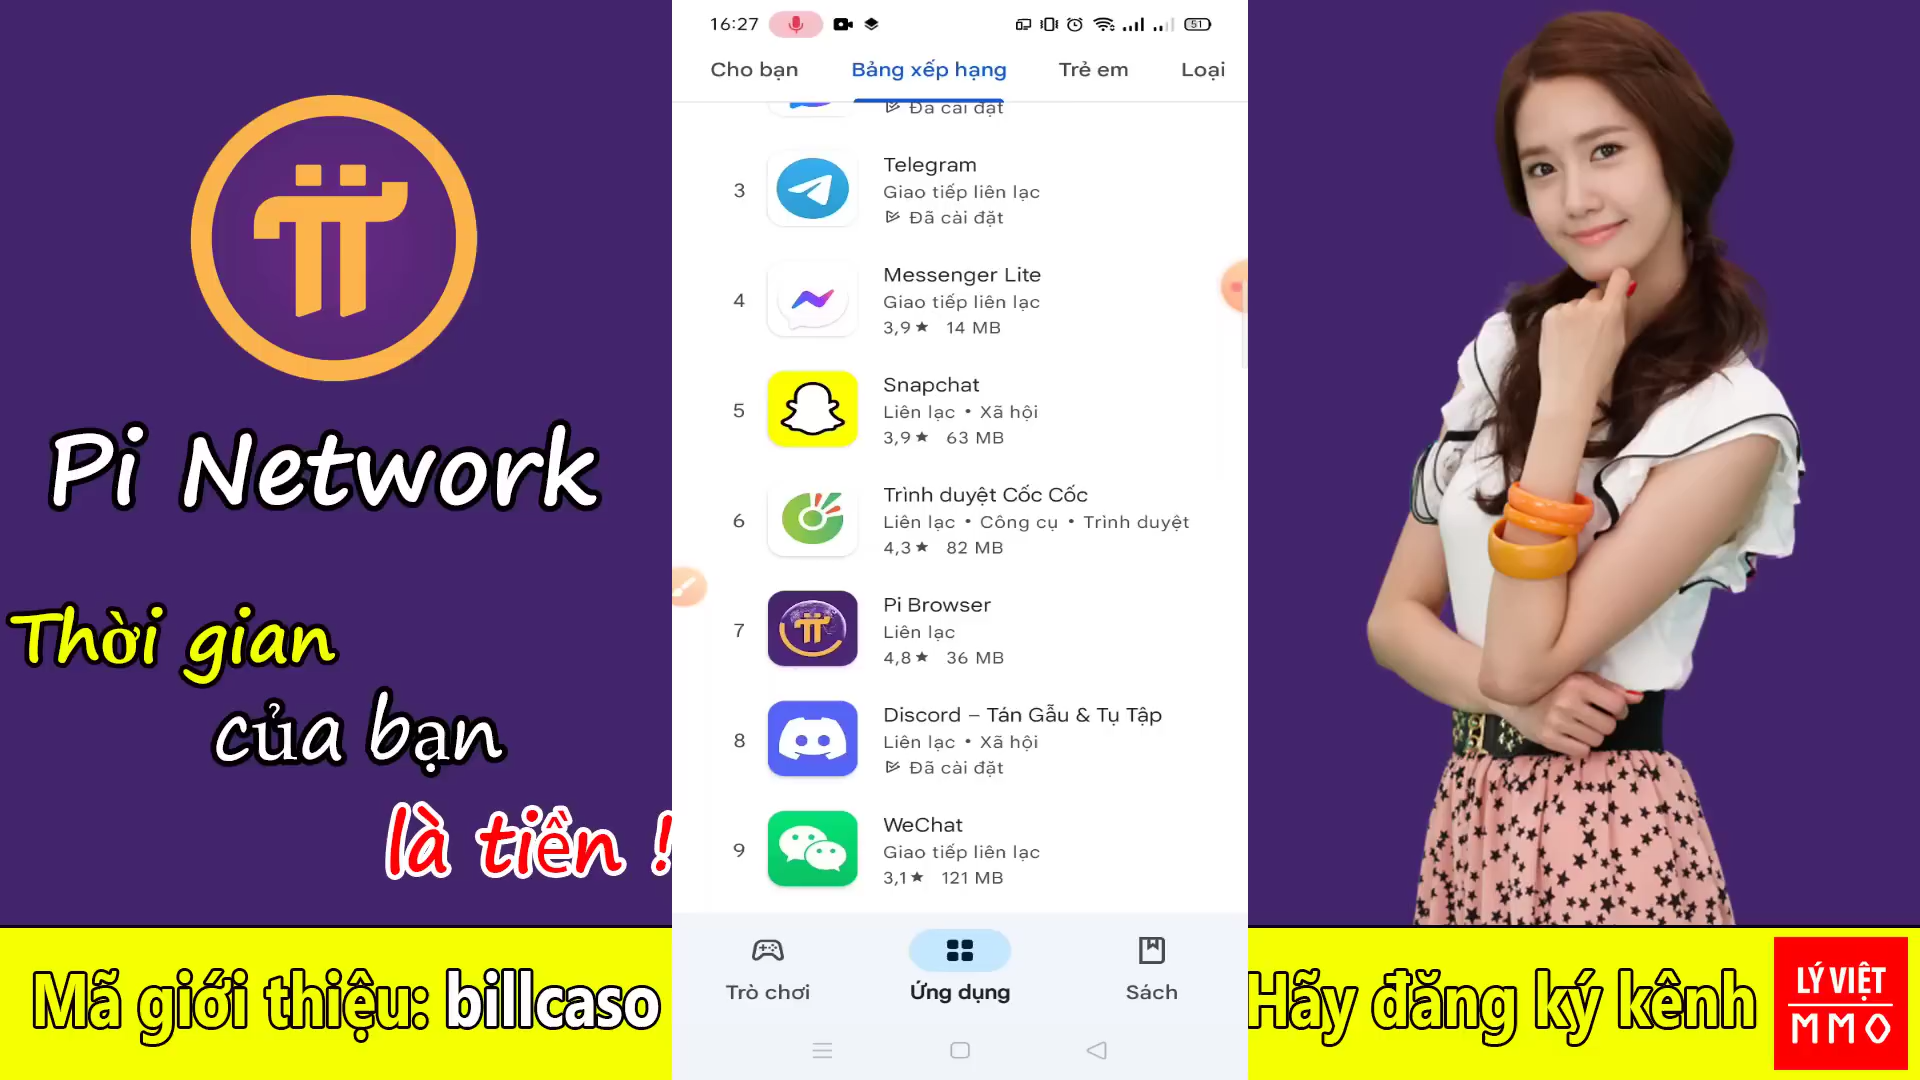 Pi Network
Thời gian
của bạn
là tiền !
16:27
51
Cho bạn
Bảng xếp hạng
Trẻ em
Loại
Đã cài đặt
3
Telegram
Giao tiếp liên lạc
Đã cài đặt
4
Messenger Lite
Giao tiếp liên lạc
3,9 ★ 14 MB
5
Snapchat
Liên lạc • Xã hội
3,9 ★ 63 MB
6
Trình duyệt Cốc Cốc
Liên lạc • Công cụ • Trình duyệt
4,3 ★ 82 MB
7
Pi Browser
Liên lạc
4,8 ★ 36 MB
8
Discord – Tán Gẫu & Tụ Tập
Liên lạc • Xã hội
Đã cài đặt
9
WeChat
Giao tiếp liên lạc
3,1 ★ 121 MB
Trò chơi
Ứng dụng
Sách
Mã giới thiệu: billcaso
Hãy đăng ký kênh
LÝ VIỆT
MMO